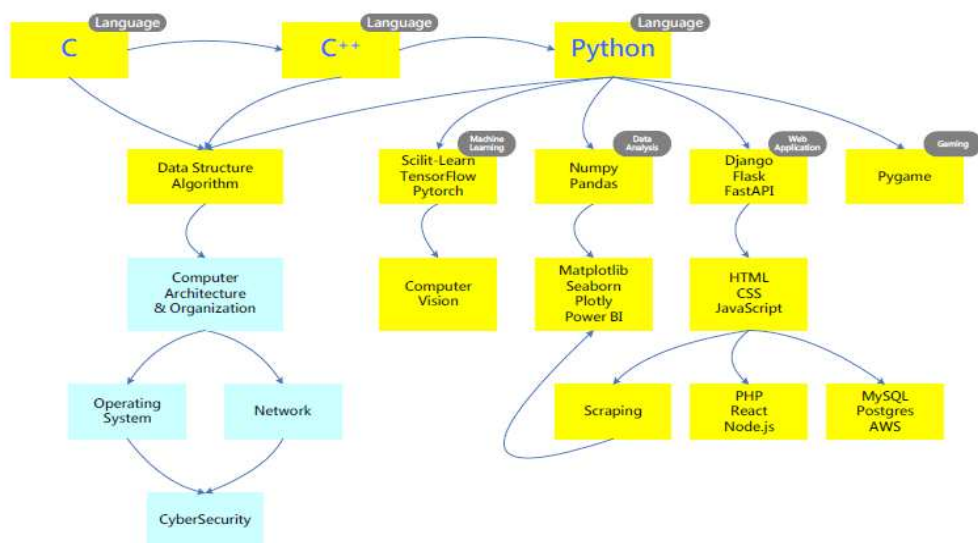 Language
C
Language
C++
Language
Python
Data Structure
Algorithm
Machine
Learning
Scilit-Learn
TensorFlow
Pytorch
Data
Analysis
Numpy
Pandas
Web
Application
Django
Flask
FastAPI
Gaming
Pygame
Computer
Architecture
& Organization
Computer
Vision
Matplotlib
Seaborn
Plotly
Power BI
HTML
CSS
JavaScript
Operating
System
Network
Scraping
PHP
React
Node.js
MySQL
Postgres
AWS
CyberSecurity